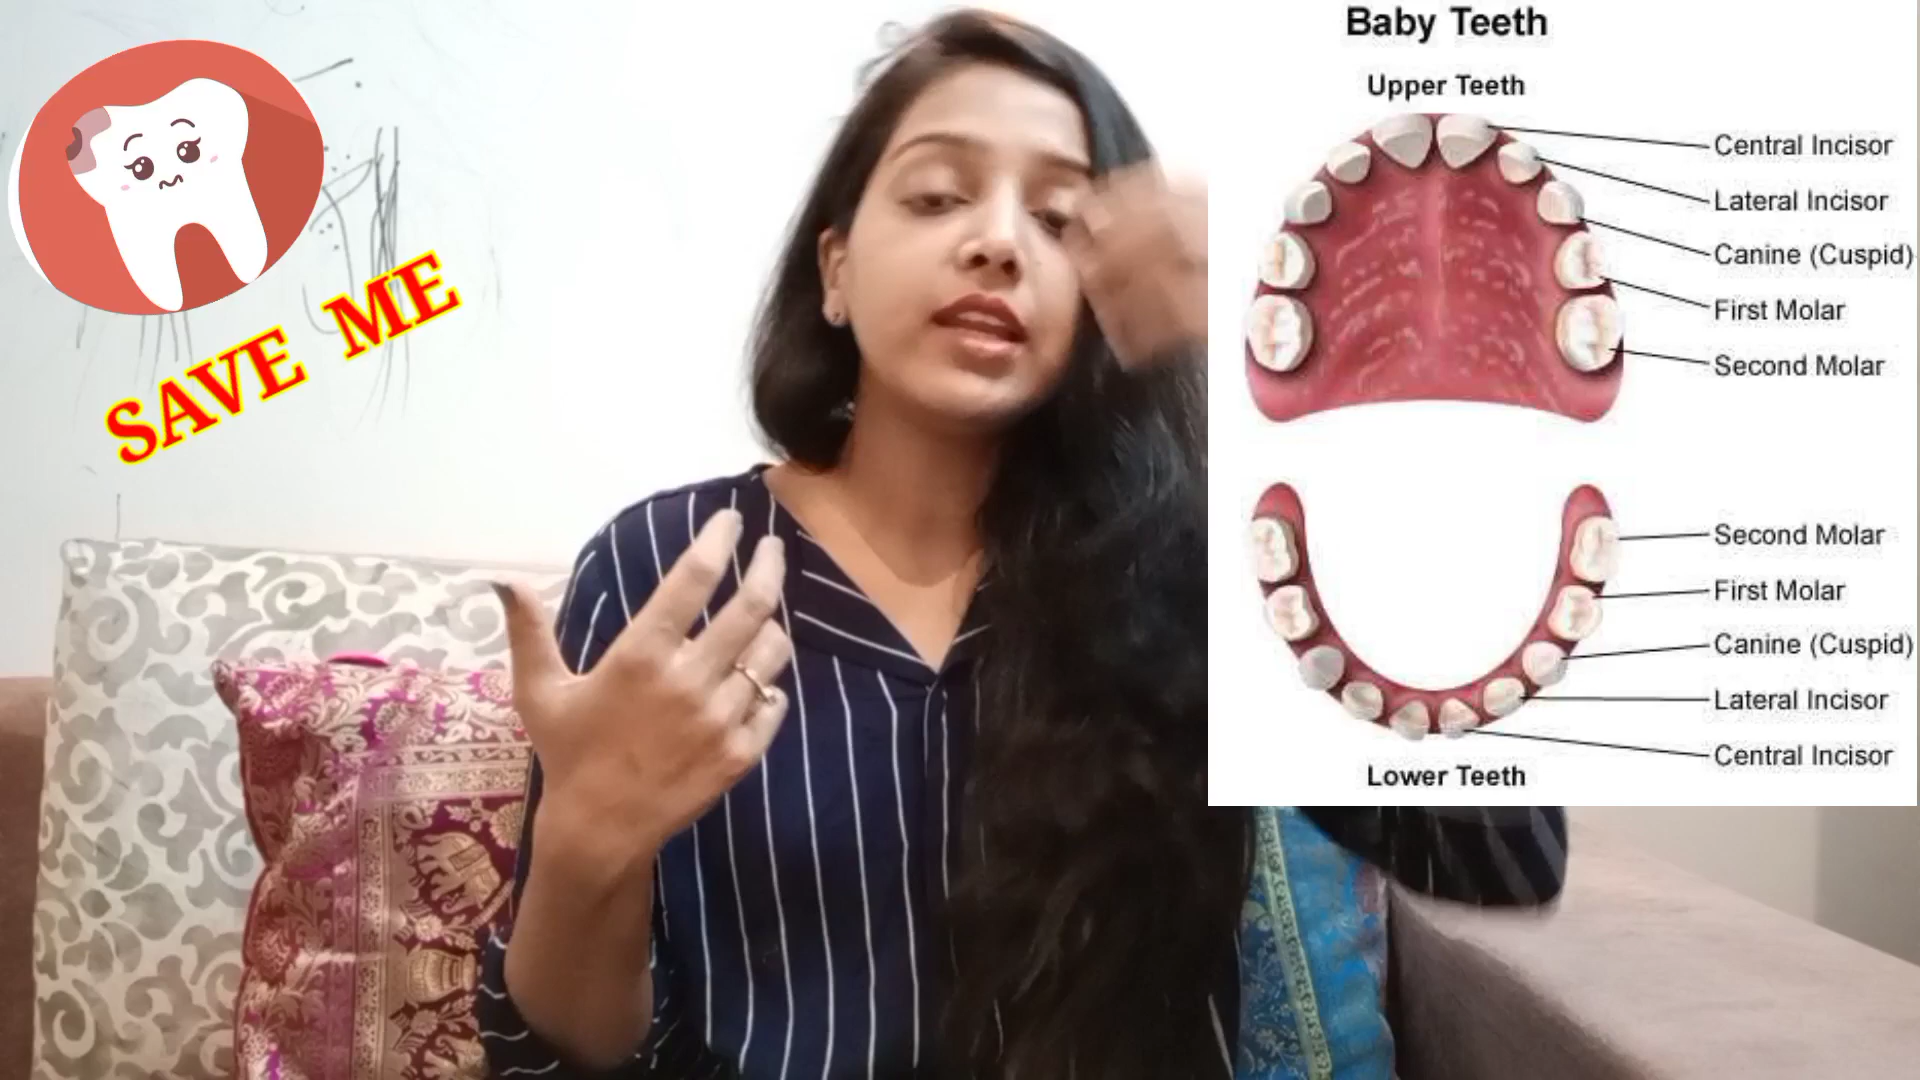 SAVE ME
Baby Teeth
Upper Teeth
Central Incisor
Lateral Incisor
Canine (Cuspid)
First Molar
Second Molar
Second Molar
First Molar
Canine (Cuspid)
Lateral Incisor
Central Incisor
Lower Teeth